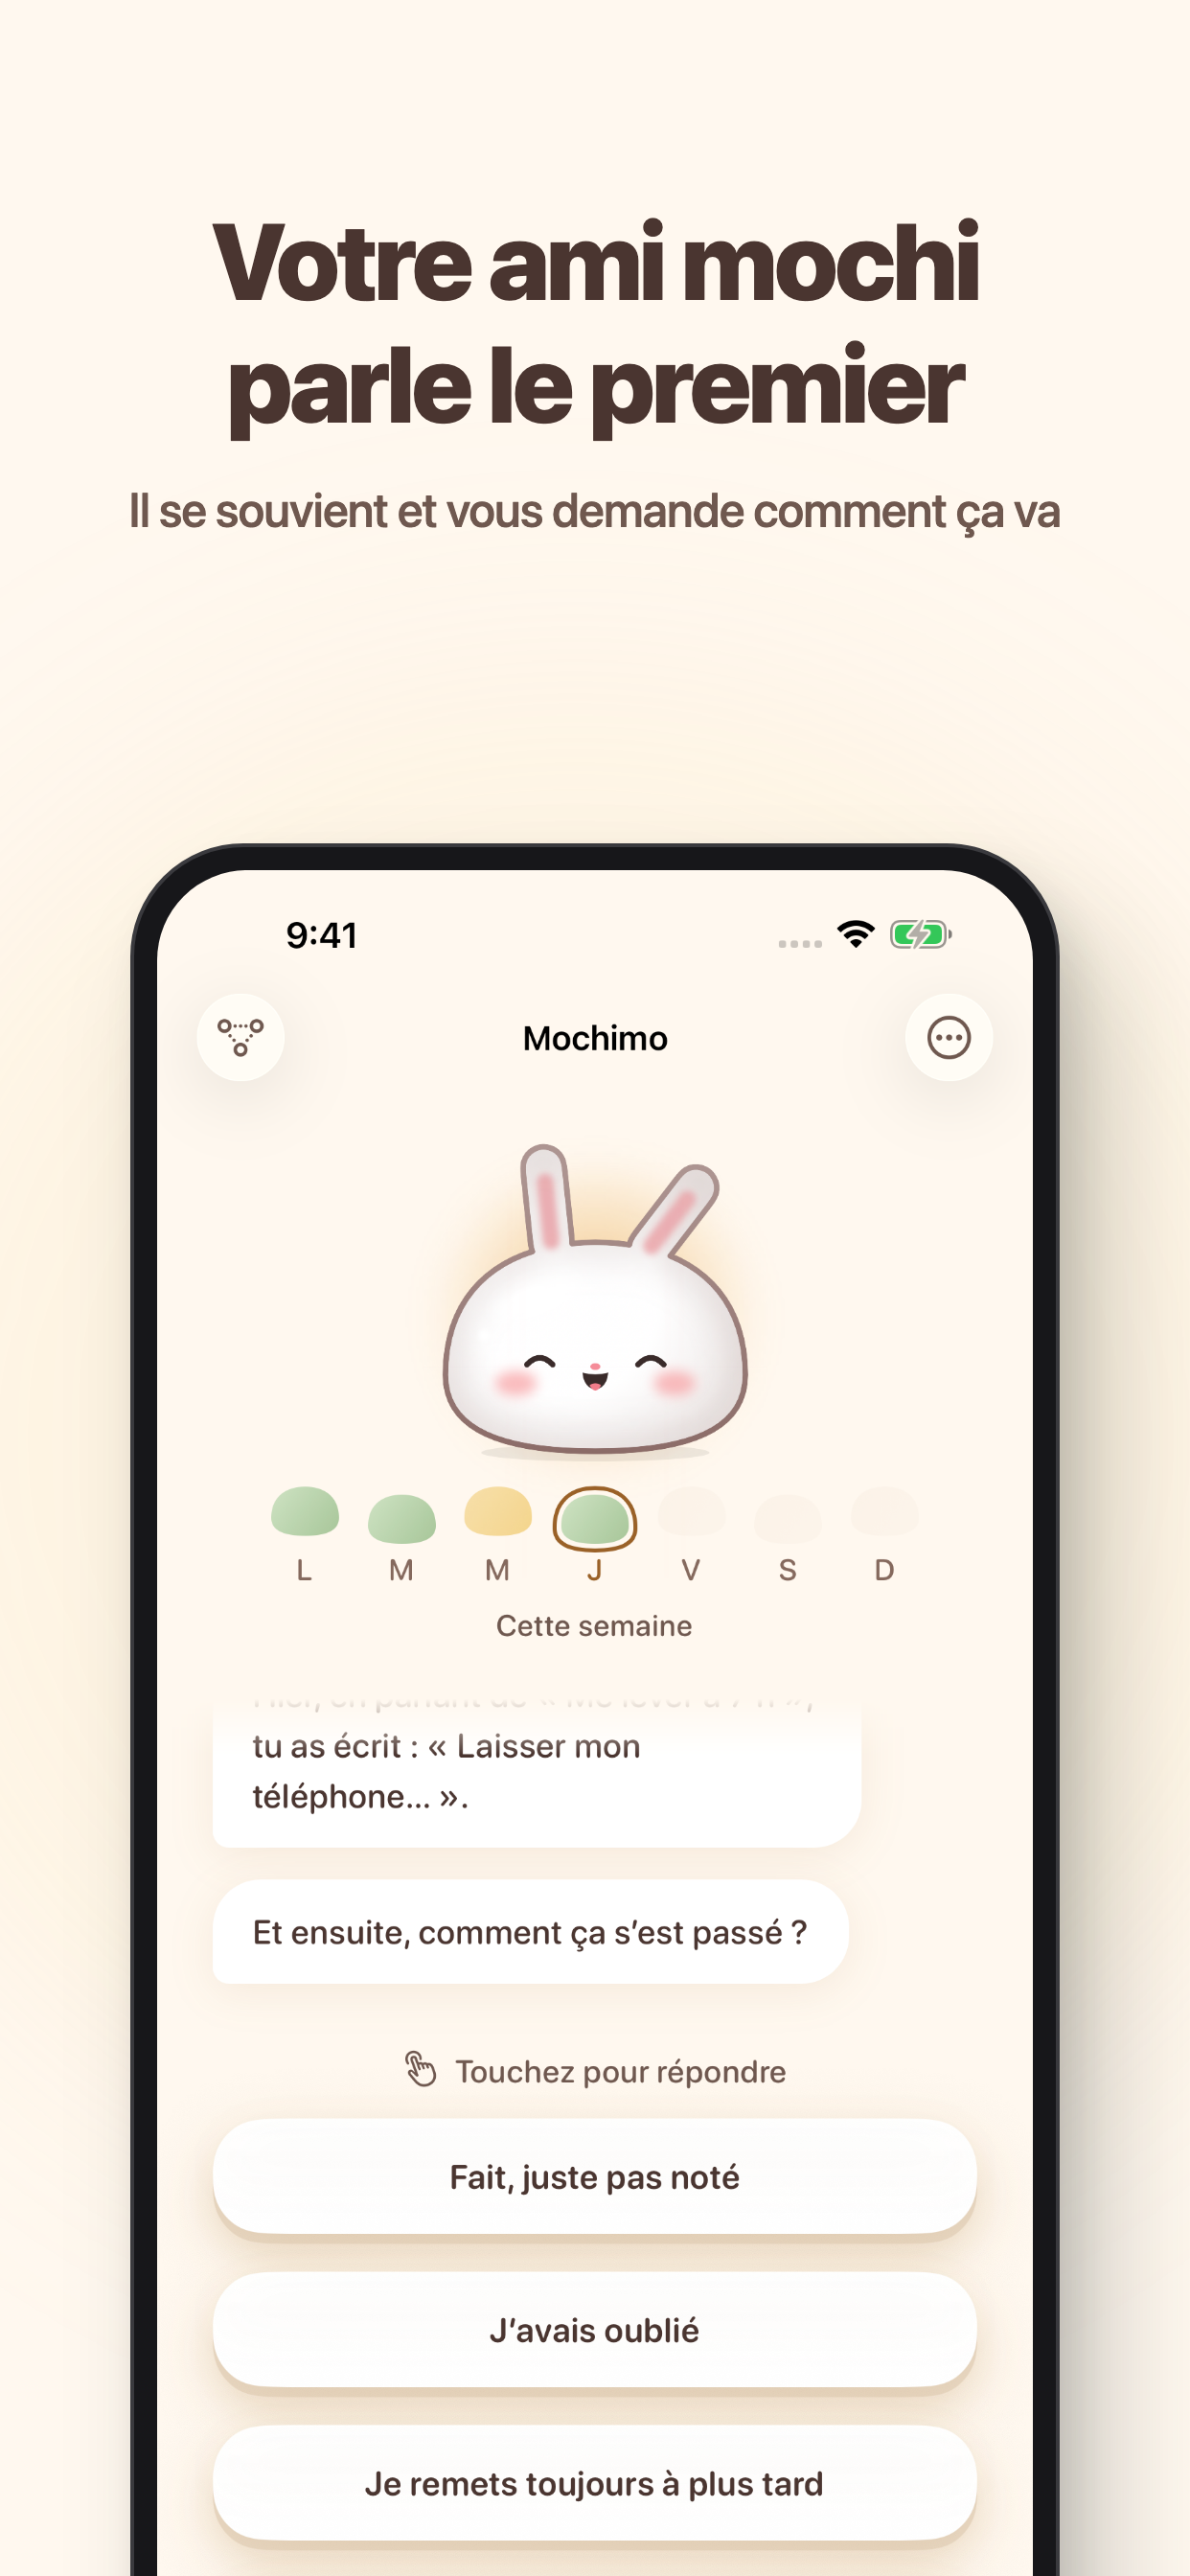 Votre ami mochi
parle le premier
Il se souvient et vous demande comment ça va
9:41
Mochimo
L M M J V S D
Cette semaine
tu as écrit : « Laisser mon
téléphone... ».
Et ensuite, comment ça s’est passé ?
Touchez pour répondre
Fait, juste pas noté
J’avais oublié
Je remets toujours à plus tard